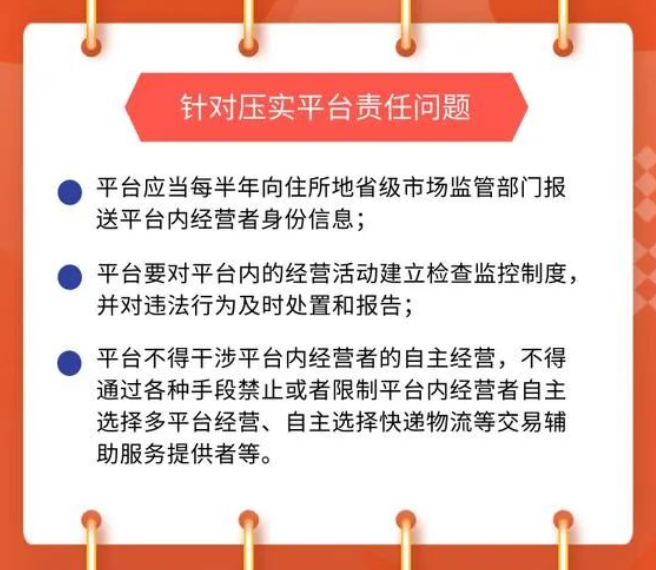 针对压实平台责任问题
平台应当每半年向住所地省级市场监管部门报
送平台内经营者身份信息；
平台要对平台内的经营活动建立检查监控制度，
并对违法行为及时处置和报告；
平台不得干涉平台内经营者的自主经营，不得
通过各种手段禁止或者限制平台内经营者自主
选择多平台经营、自主选择快递物流等交易辅
助服务提供者等。